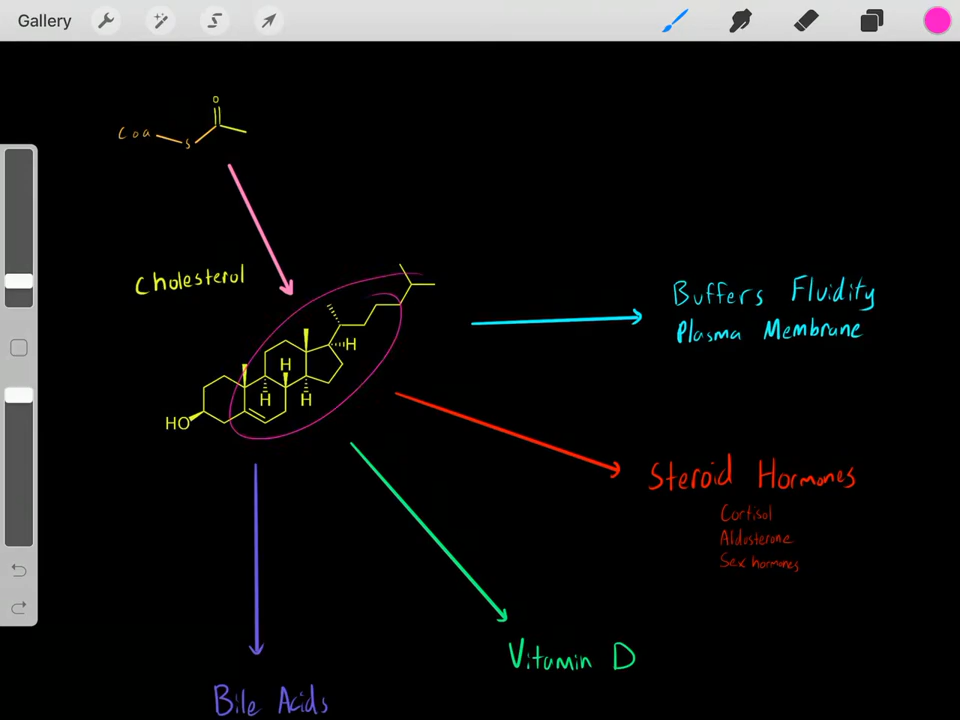 Gallery
O
Coa
S
Cholesterol
H
H
H
H
HO
Buffers Fluidity
Plasma Membrane
Steroid Hormones
Cortisol
Aldosterone
Sex hormones
Vitamin D
Bile Acids